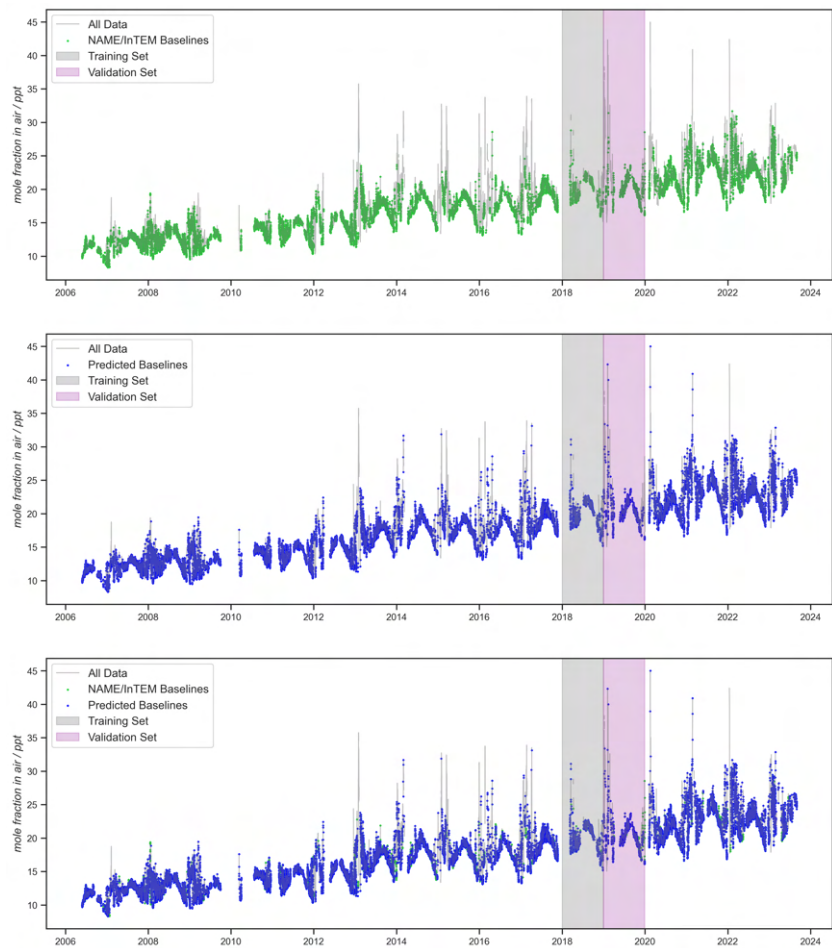 All Data
NAME/InTEM Baselines
Training Set
Validation Set
mole fraction in air / ppt
45
40
35
30
25
20
15
10
2006 2008 2010 2012 2014 2016 2018 2020 2022 2024
All Data
Predicted Baselines
Training Set
Validation Set
mole fraction in air / ppt
45
40
35
30
25
20
15
10
2006 2008 2010 2012 2014 2016 2018 2020 2022 2024
All Data
NAME/InTEM Baselines
Predicted Baselines
Training Set
Validation Set
mole fraction in air / ppt
45
40
35
30
25
20
15
10
2006 2008 2010 2012 2014 2016 2018 2020 2022 2024